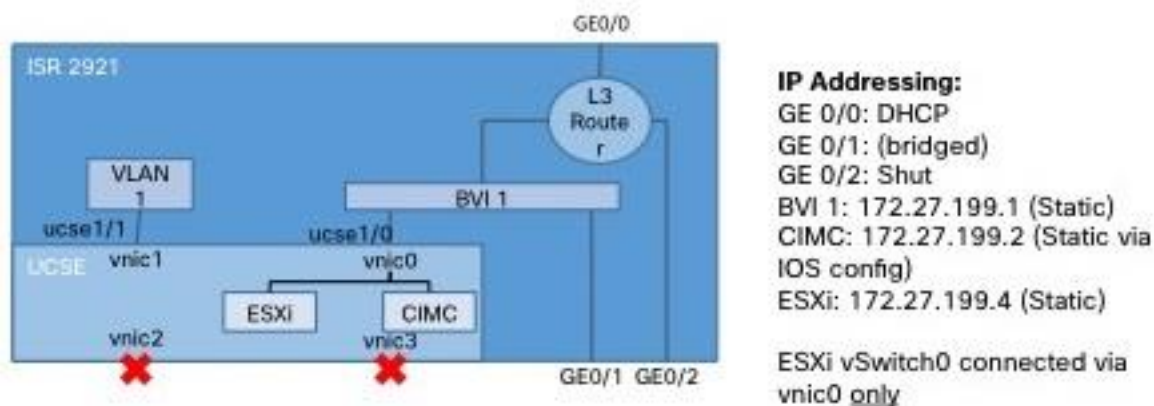 GE0/0
ISR 2921
L3
Route
r
VLAN
1
BVI 1
ucse1/1
ucse1/0
UCSE
vnic1
vnic0
ESXi
CIMC
vnic2
vnic3
GE0/1
GE0/2
IP Addressing:
GE 0/0: DHCP
GE 0/1: (bridged)
GE 0/2: Shut
BVI 1: 172.27.199.1 (Static)
CIMC: 172.27.199.2 (Static via
IOS config)
ESXi: 172.27.199.4 (Static)
ESXi vSwitch0 connected via
vnic0 only